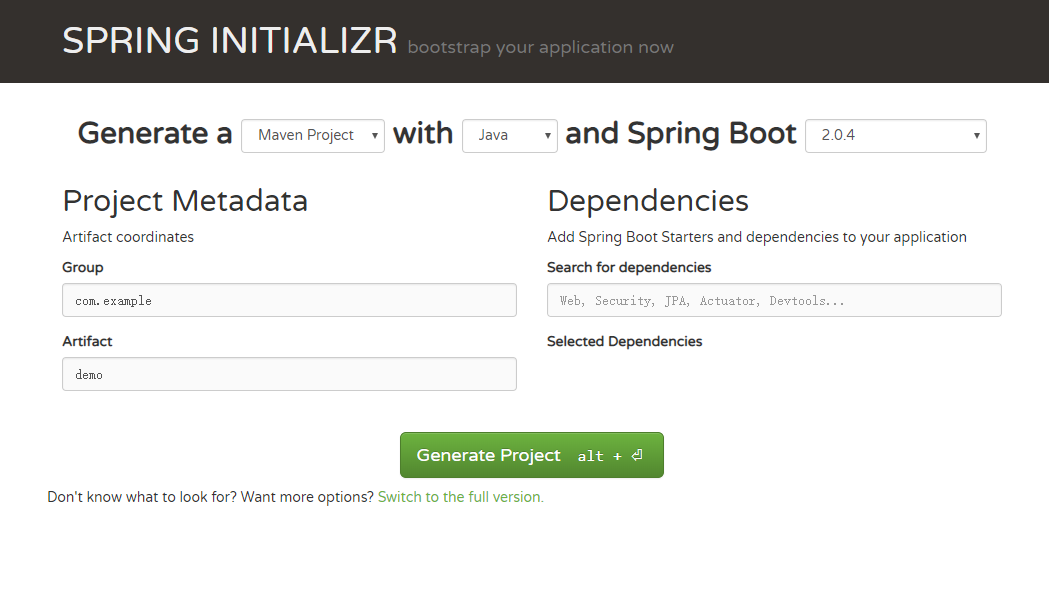 SPRING INITIALIZR bootstrap your application now
Generate a Maven Project with Java and Spring Boot 2.0.4
Project Metadata
Artifact coordinates
Group
com.example
Artifact
demo
Dependencies
Add Spring Boot Starters and dependencies to your application
Search for dependencies
Web, Security, JPA, Actuator, Devtools...
Selected Dependencies
Generate Project alt + ⏎
Don't know what to look for? Want more options? Switch to the full version.